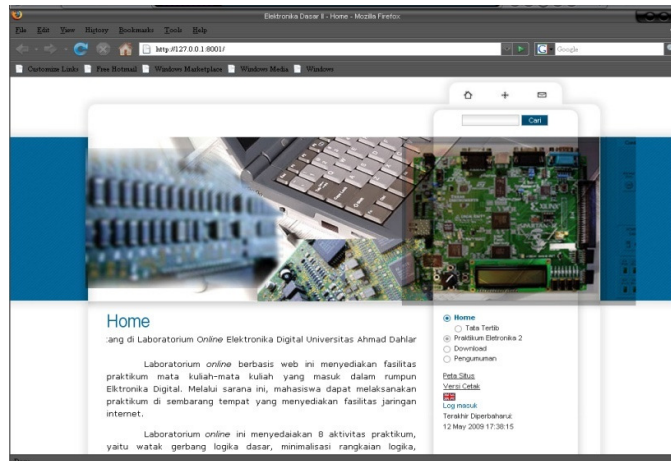 Elektronika Dasar II - Home - Mozilla Firefox
File Edit View History Bookmarks Tools Help
http://127.0.0.1:8001/
G Google
Customize Links Free Hotmail Windows Marketplace Windows Media Windows
Cari
XILINX
SPARTAN
Home
:ang di Laboratorium Online Elektronika Digital Universitas Ahmad Dahlar
Laboratorium online berbasis web ini menyediakan fasilitas
praktikum mata kuliah-mata kuliah yang masuk dalam rumpun
Elktronika Digital. Melalui sarana ini, mahasiswa dapat melaksanakan
praktikum di sembarang tempat yang menyediakan fasilitas jaringan
internet.
Laboratorium online ini menyedaiakan 8 aktivitas praktikum,
yaitu watak gerbang logika dasar, minimalisasi rangkaian logika,
Home
Tata Tertib
Praktikum Eletronika 2
Download
Pengumuman
Peta Situs
Versi Cetak
Log masuk
Terakhir Diperbaharui:
12 May 2009 17:38:15